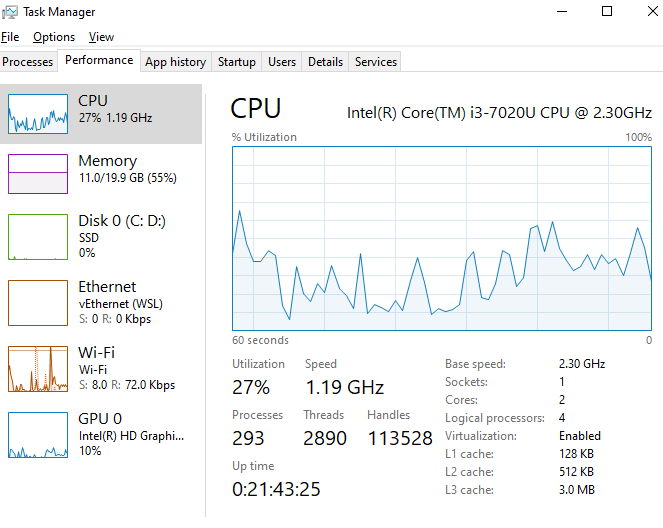 Task Manager
File Options View
Processes Performance App history Startup Users Details Services
CPU
27% 1.19 GHz
Memory
11.0/19.9 GB (55%)
Disk 0 (C: D:)
SSD
0%
Ethernet
vEthernet (WSL)
S: 0 R: 0 Kbps
Wi-Fi
Wi-Fi
S: 8.0 R: 72.0 Kbps
GPU 0
Intel(R) HD Graphi...
10%
CPU Intel(R) Core(TM) i3-7020U CPU @ 2.30GHz
% Utilization 100%
60 seconds 0
Utilization Speed
27% 1.19 GHz
Processes Threads Handles
293 2890 113528
Up time
0:21:43:25
Base speed: 2.30 GHz
Sockets: 1
Cores: 2
Logical processors: 4
Virtualization: Enabled
L1 cache: 128 KB
L2 cache: 512 KB
L3 cache: 3.0 MB